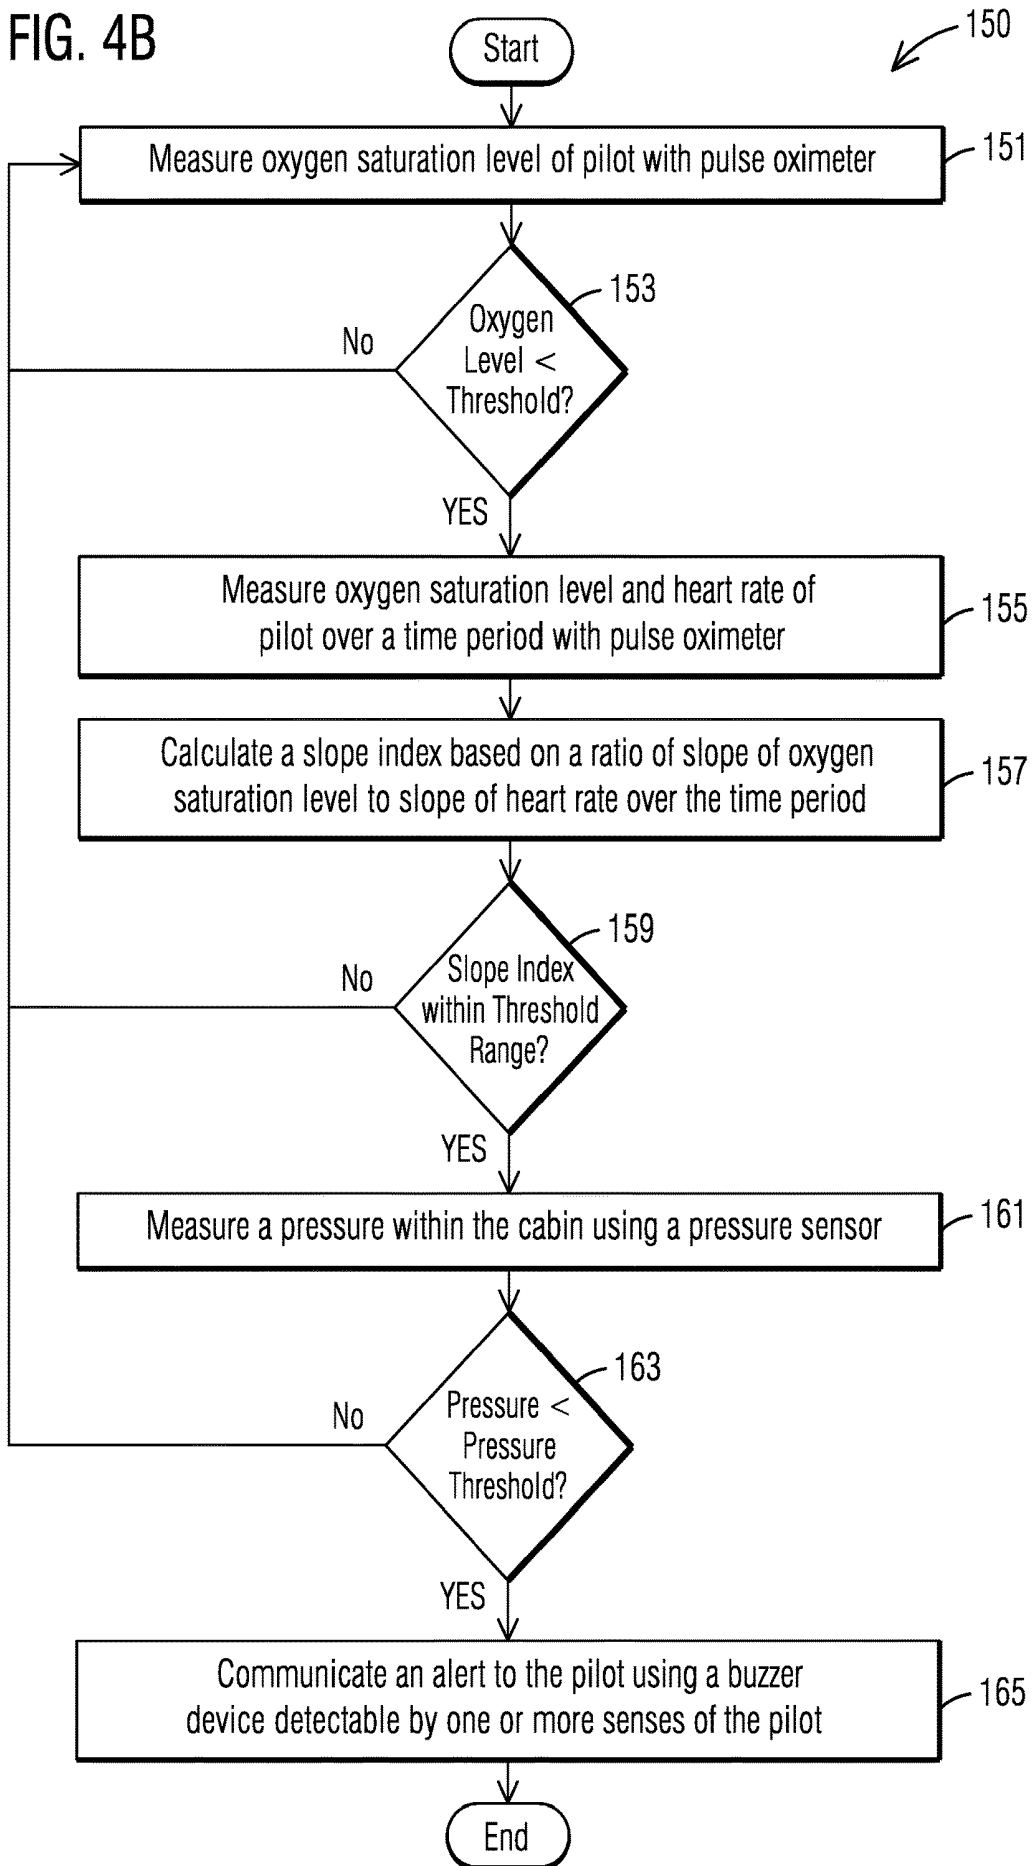 FIG. 4B
Start
150
Measure oxygen saturation level of pilot with pulse oximeter
151
153
Oxygen
Level <
Threshold?
No
YES
Measure oxygen saturation level and heart rate of
pilot over a time period with pulse oximeter
155
Calculate a slope index based on a ratio of slope of oxygen
saturation level to slope of heart rate over the time period
157
159
Slope Index
within Threshold
Range?
No
YES
Measure a pressure within the cabin using a pressure sensor
161
163
Pressure <
Pressure
Threshold?
No
YES
Communicate an alert to the pilot using a buzzer
device detectable by one or more senses of the pilot
165
End